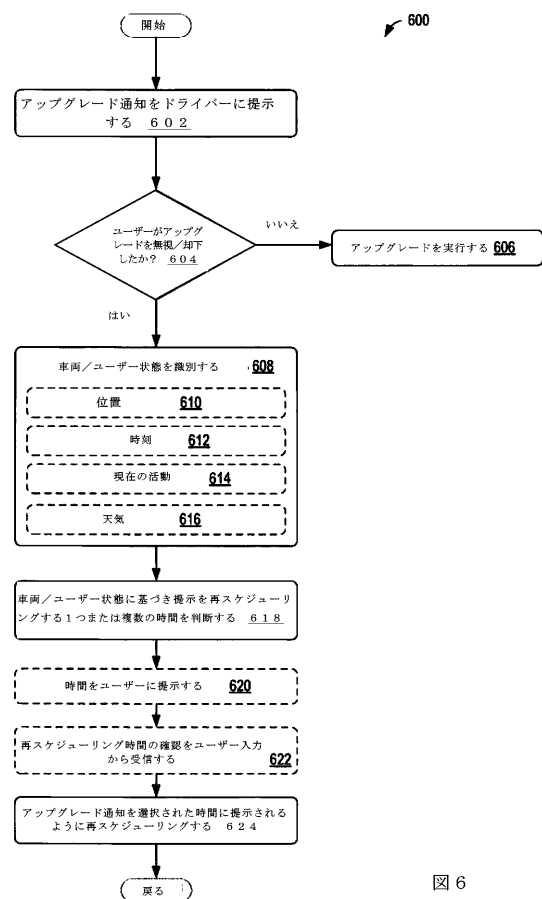 開始
600
アップグレード通知をドライバーに提示
する 602
ユーザーがアップグ
レードを無視／却下
したか？ 604
いいえ
アップグレードを実行する 606
はい
車両／ユーザー状態を識別する 608
位置 610
時刻 612
現在の活動 614
天気 616
車両／ユーザー状態に基づき提示を再スケジューリ
ングする１つまたは複数の時間を判断する 618
時間をユーザーに提示する 620
再スケジューリング時間の確認をユーザー入力
から受信する 622
アップグレード通知を選択された時間に提示される
ように再スケジューリングする 624
戻る
図６